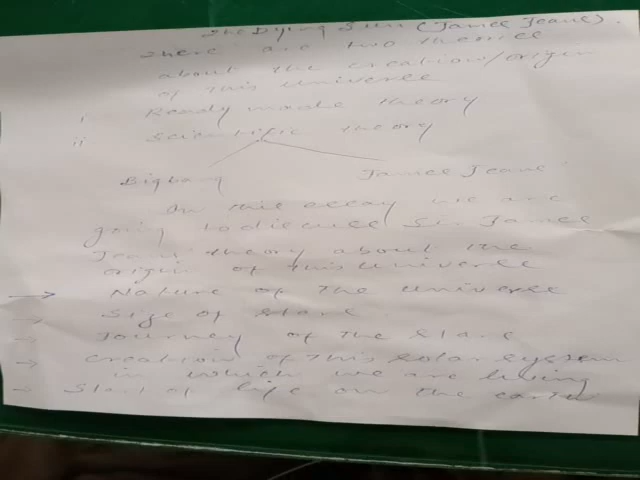 The Dying Sun (James Jeans).
There are two theories
about the creation/origin
of this universe
i Ready made theory
ii Scientific theory
Bigbang James Jeans'
In this essay we are
going to discuss Sir James
Jeans' theory about the
origin of this universe
→ Nature of the universe
→ Size of stars
→ Journey of the stars
→ Creation of this solar system
in which we are living
→ Start of life on the earth